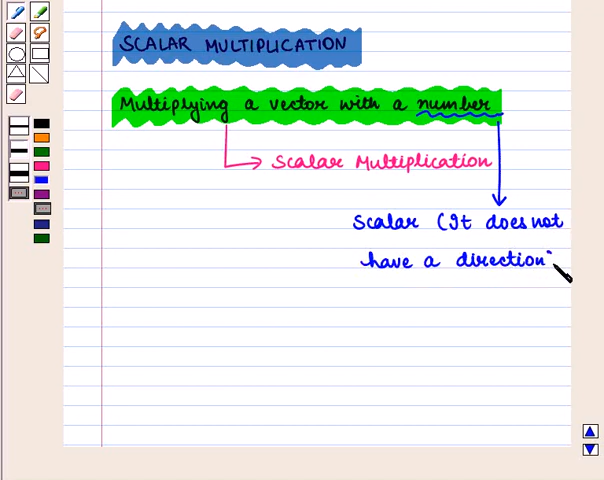 SCALAR MULTIPLICATION
Multiplying a vector with a number
Scalar Multiplication
Scalar (It does not
have a direction